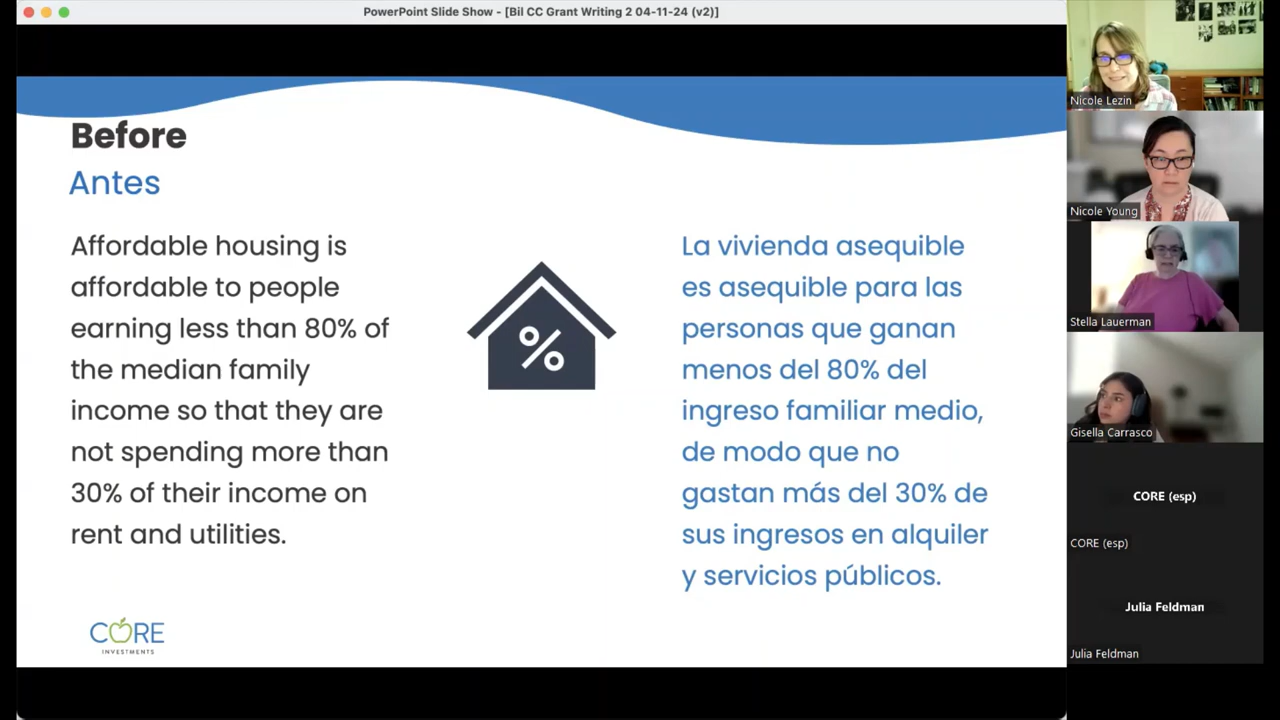 PowerPoint Slide Show - [Bil CC Grant Writing 2 04-11-24 (v2)]
Before
Antes
Affordable housing is
affordable to people
earning less than 80% of
the median family
income so that they are
not spending more than
30% of their income on
rent and utilities.
%
La vivienda asequible
es asequible para las
personas que ganan
menos del 80% del
ingreso familiar medio,
de modo que no
gastan más del 30% de
sus ingresos en alquiler
y servicios públicos.
CORE
INVESTMENTS
Nicole Lezin
Nicole Young
Stella Lauerman
Gisella Carrasco
CORE (esp)
CORE (esp)
Julia Feldman
Julia Feldman